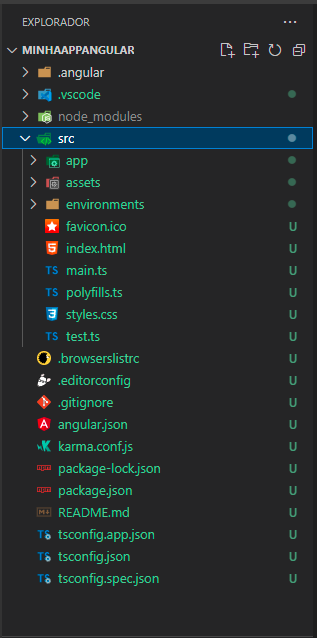 EXPLORADOR
MINHAAPPANGULAR
.angular
.vscode
node_modules
src
app
assets
environments
favicon.ico U
index.html U
TS main.ts U
TS polyfills.ts U
styles.css U
TS test.ts U
.browserslistrc U
.editorconfig U
.gitignore U
angular.json U
karma.conf.js U
package-lock.json U
package.json U
README.md U
TS tsconfig.app.json U
TS tsconfig.json U
TS tsconfig.spec.json U